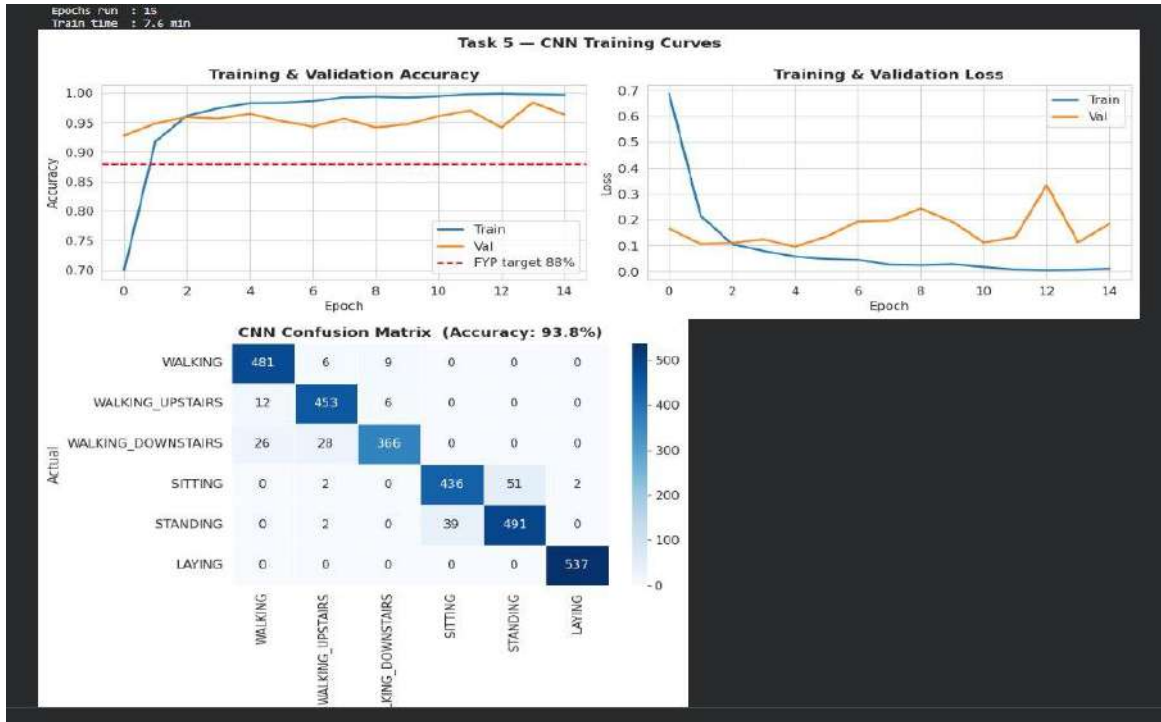 Epochs run : 15
Train time : 7.6 min
Task 5 — CNN Training Curves
Training & Validation Accuracy
1.00
0.95
0.90
0.85
0.80
0.75
0.70
Accuracy
Train
Val
FYP target 88%
0 2 4 6 8 10 12 14
Epoch
Training & Validation Loss
0.7
0.6
0.5
0.4
0.3
0.2
0.1
0.0
Loss
Train
Val
0 2 4 6 8 10 12 14
Epoch
CNN Confusion Matrix (Accuracy: 93.8%)
Actual
WALKING 481 6 9 0 0 0
WALKING_UPSTAIRS 12 453 6 0 0 0
WALKING_DOWNSTAIRS 26 28 366 0 0 0
SITTING 0 2 0 436 51 2
STANDING 0 2 0 39 491 0
LAYING 0 0 0 0 0 537
WALKING
WALKING_UPSTAIRS
LKING_DOWNSTAIRS
SITTING
STANDING
LAYING
500
400
300
200
100
0